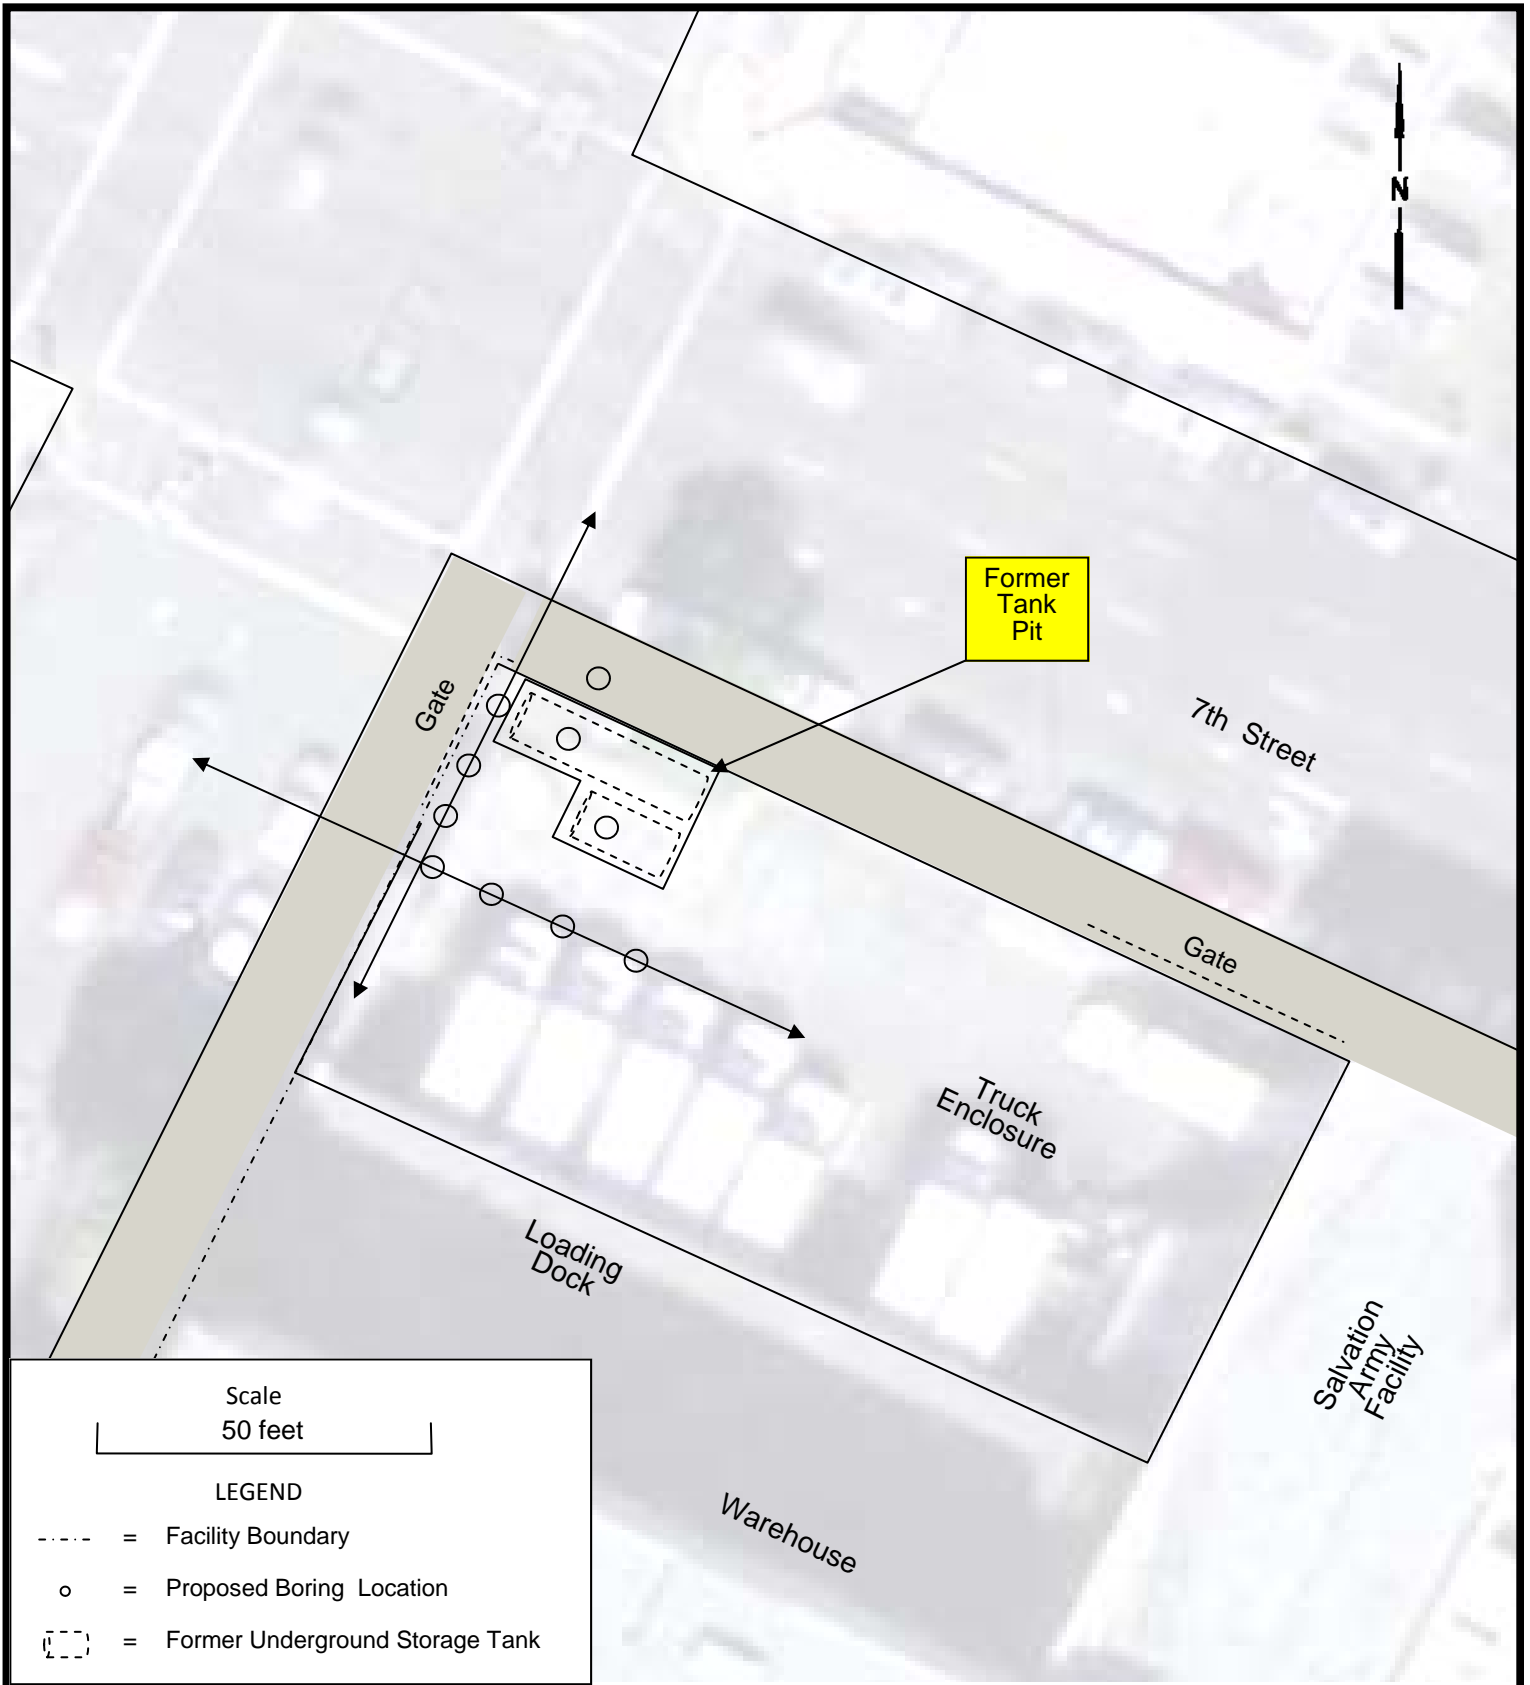 N
Former
Tank
Pit
Gate
7th Street
Gate
Truck
Enclosure
Loading
Dock
Salvation
Army
Facility
Warehouse
Scale
50 feet
LEGEND
= Facility Boundary
= Proposed Boring Location
= Former Underground Storage Tank